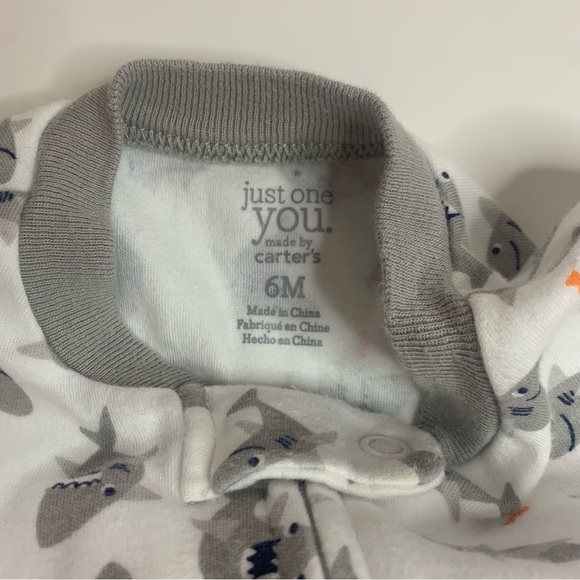 just one
you.
made by
carter's
6M
Made in China
Fabriqué en Chine
Hecho en China